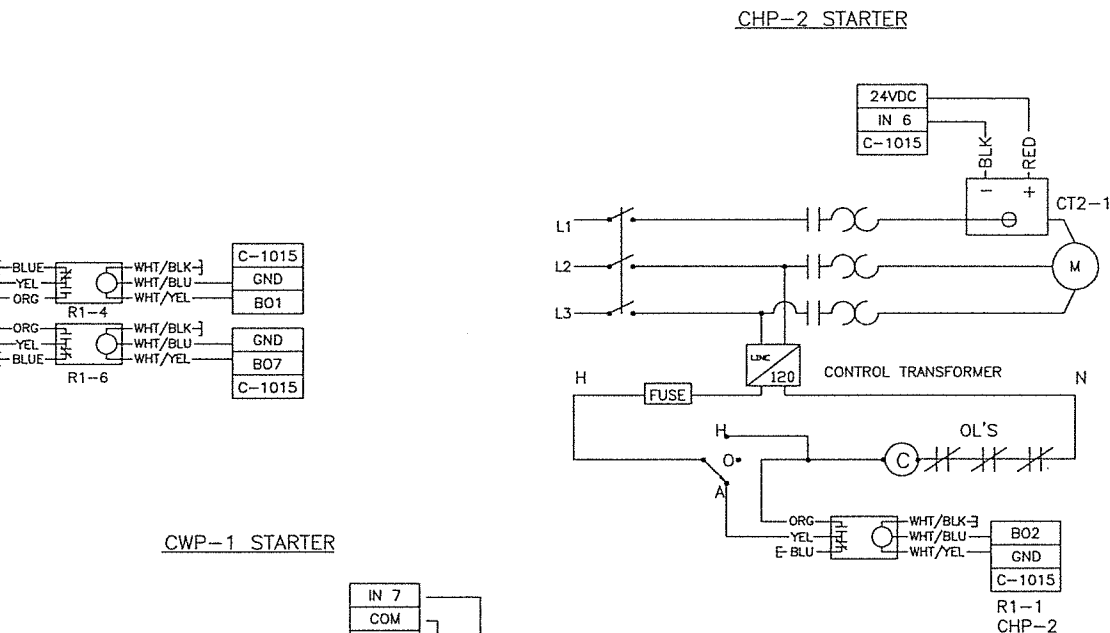 CHP-2 STARTER
24VDC
IN 6
C-1015
BLK
RED
- +
CT2-1
L1
L2
L3
M
BLUE
YEL
ORG
R1-4
WHT/BLK
WHT/BLU
WHT/YEL
C-1015
GND
BO1
ORG
YEL
BLUE
R1-6
WHT/BLK
WHT/BLU
WHT/YEL
GND
BO7
C-1015
LINE
120
CONTROL TRANSFORMER
H
FUSE
N
H
O
A
C
OL'S
ORG
YEL
BLU
WHT/BLK
WHT/BLU
WHT/YEL
BO2
GND
C-1015
R1-1
CHP-2
CWP-1 STARTER
IN 7
COM